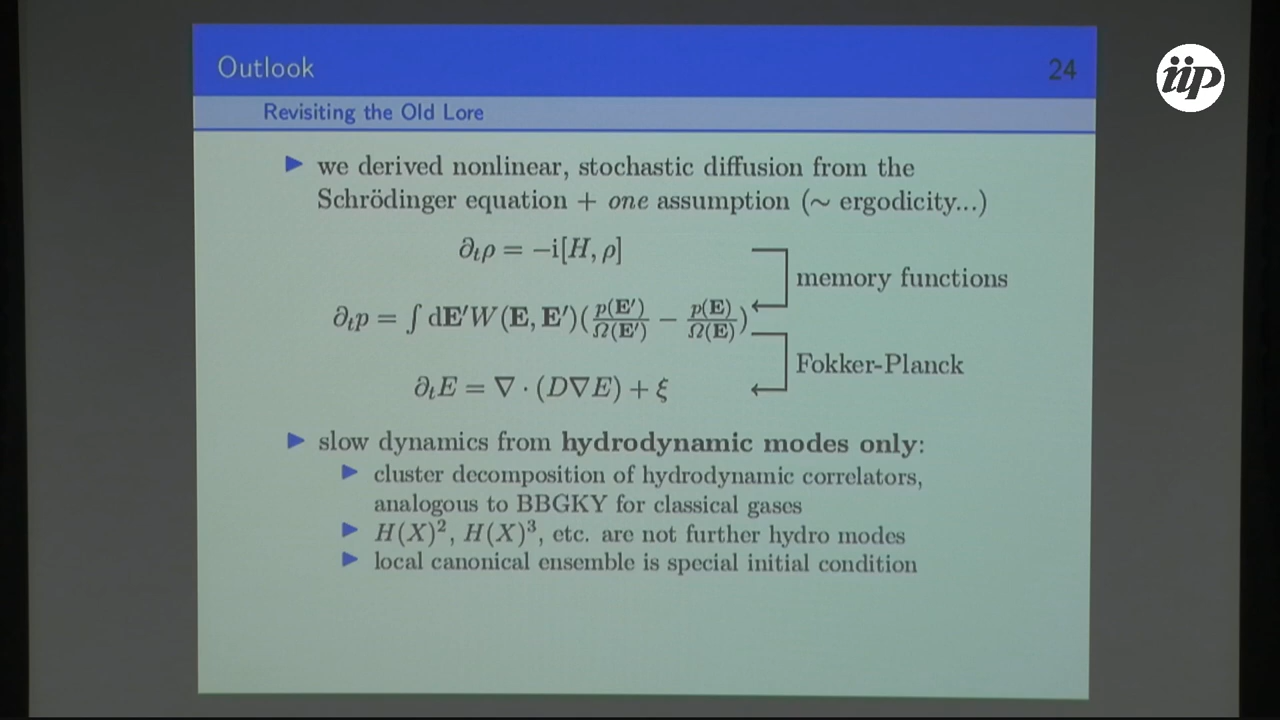 iip
Outlook 24
Revisiting the Old Lore
▶ we derived nonlinear, stochastic diffusion from the
Schrödinger equation + one assumption (∼ ergodicity...)
∂ₜρ = −i[H, ρ]
memory functions
∂ₜp = ∫ dE′W(E, E′)(p(E′)/Ω(E′) − p(E)/Ω(E))
Fokker-Planck
∂ₜE = ∇ · (D∇E) + ξ
▶ slow dynamics from hydrodynamic modes only:
▶ cluster decomposition of hydrodynamic correlators,
analogous to BBGKY for classical gases
▶ H(X)², H(X)³, etc. are not further hydro modes
▶ local canonical ensemble is special initial condition